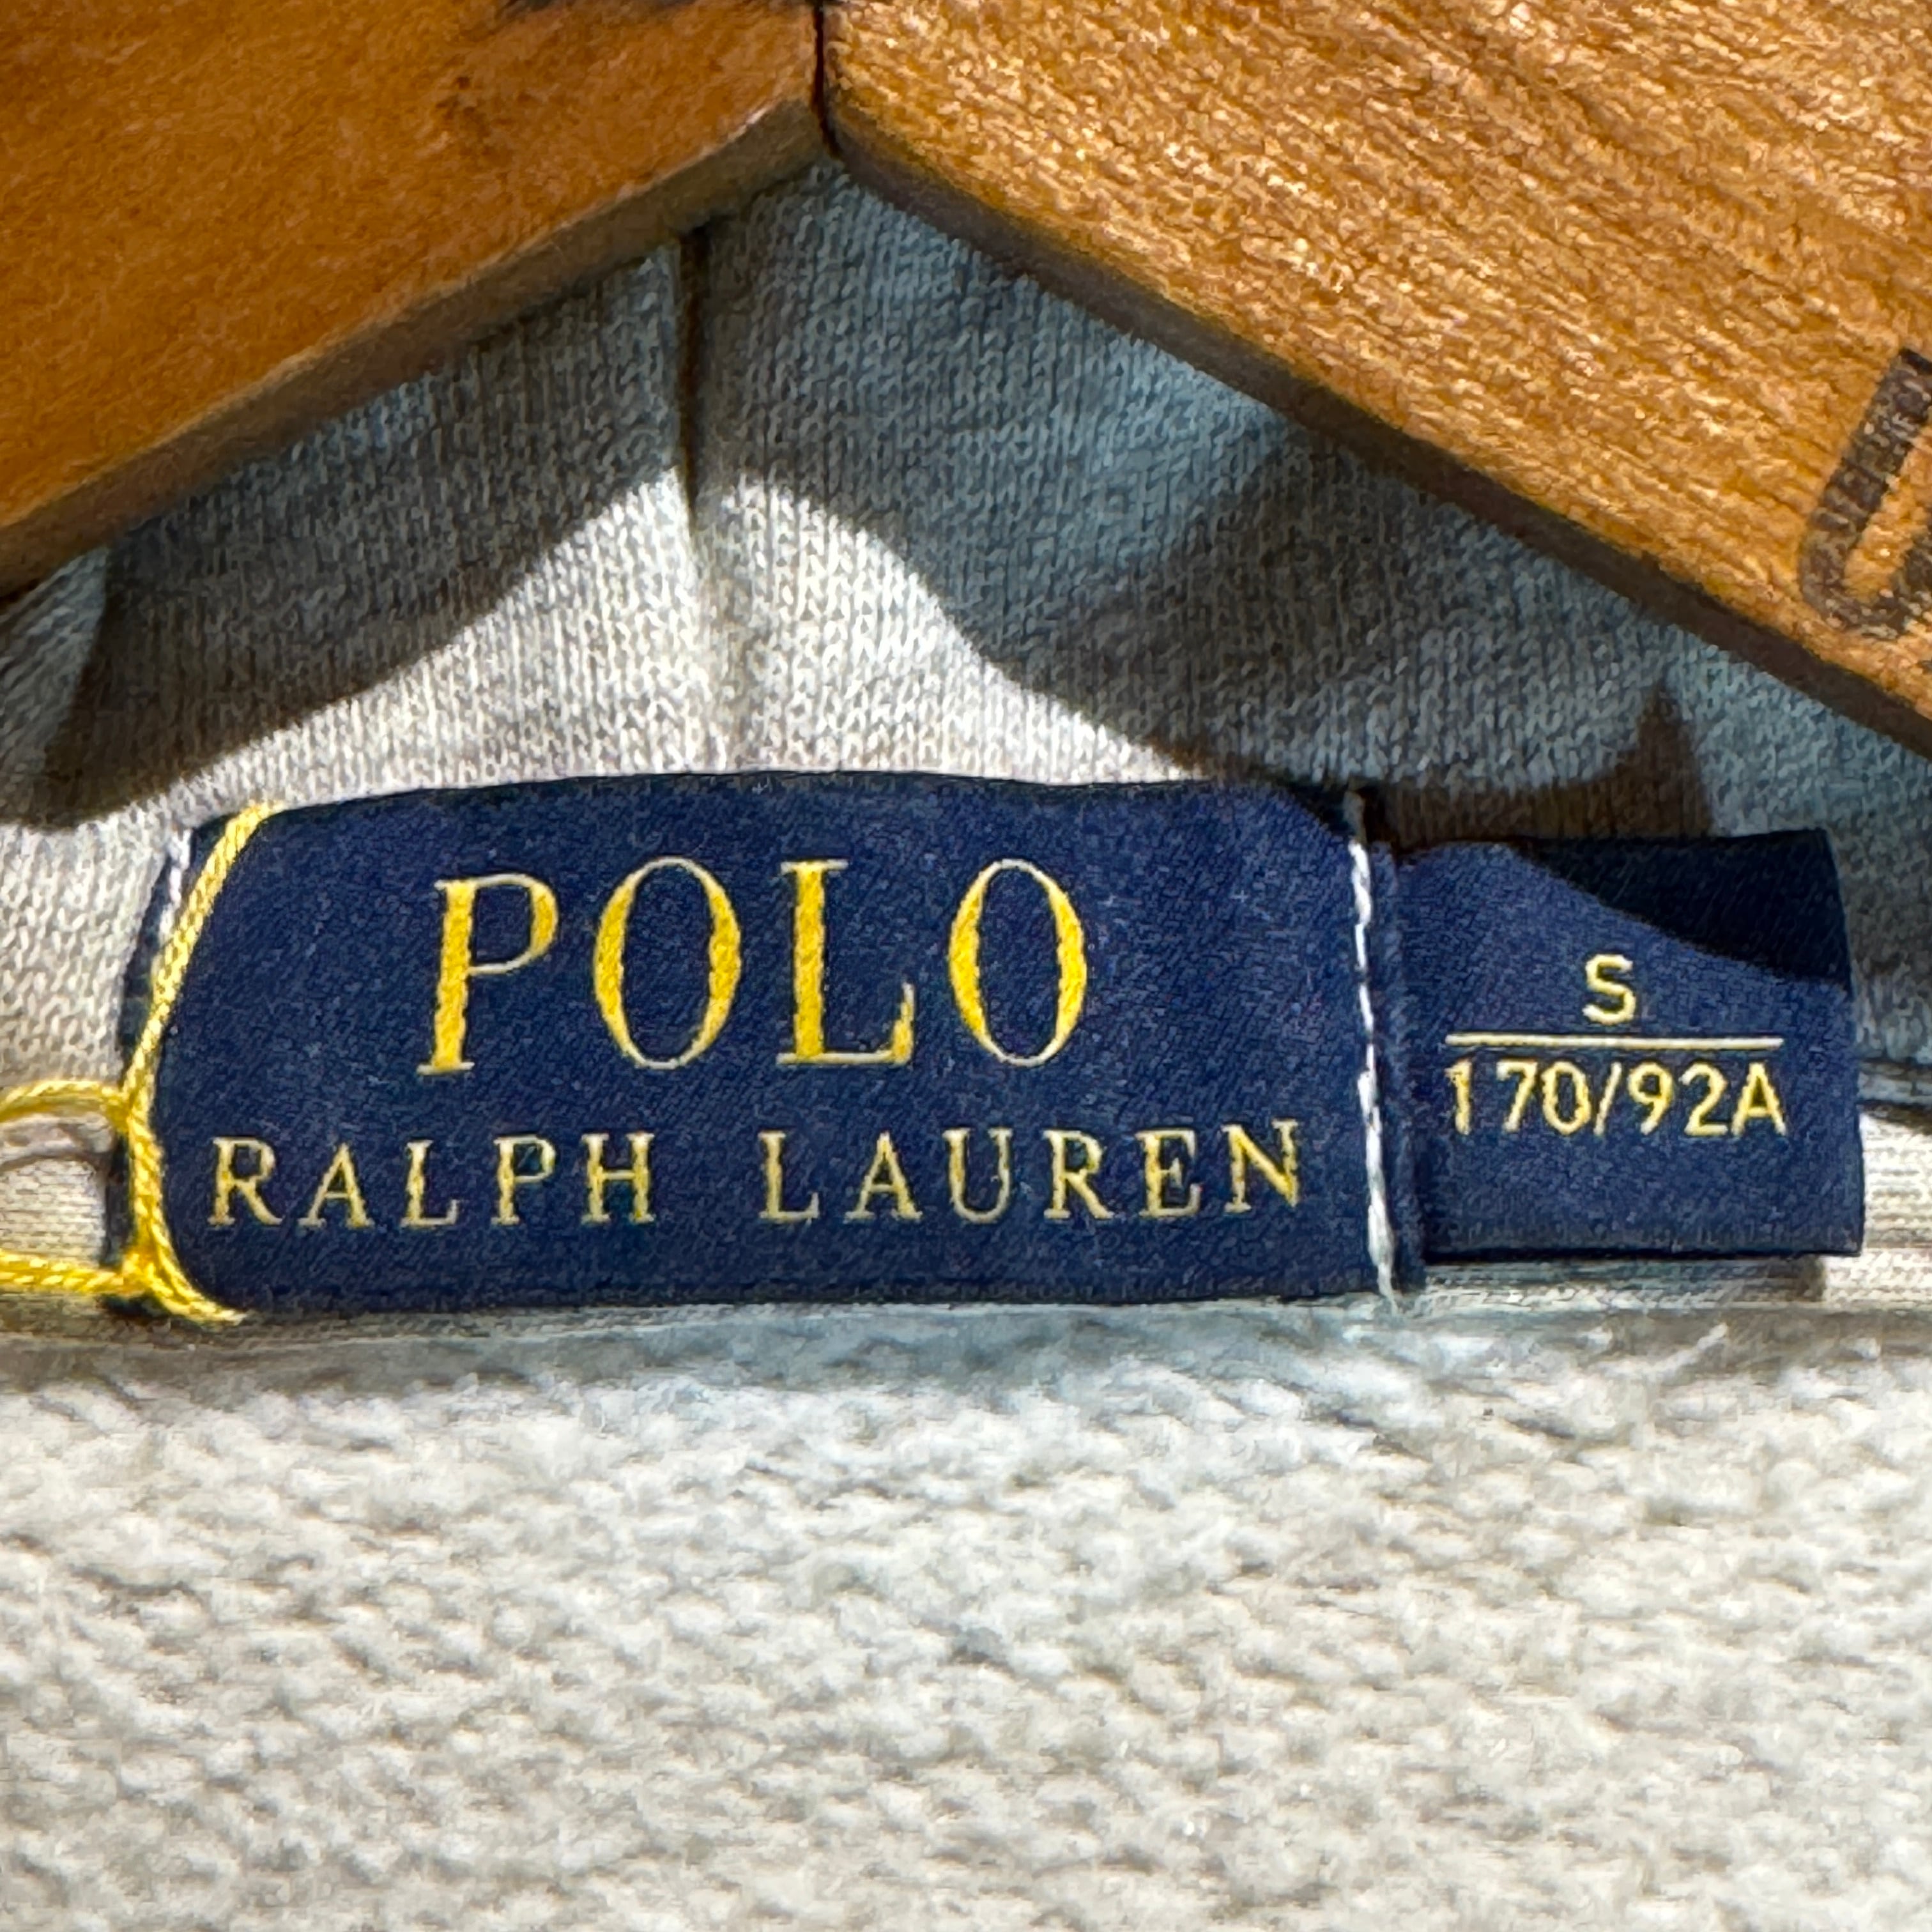 POLO
RALPH LAUREN
S
170/92A